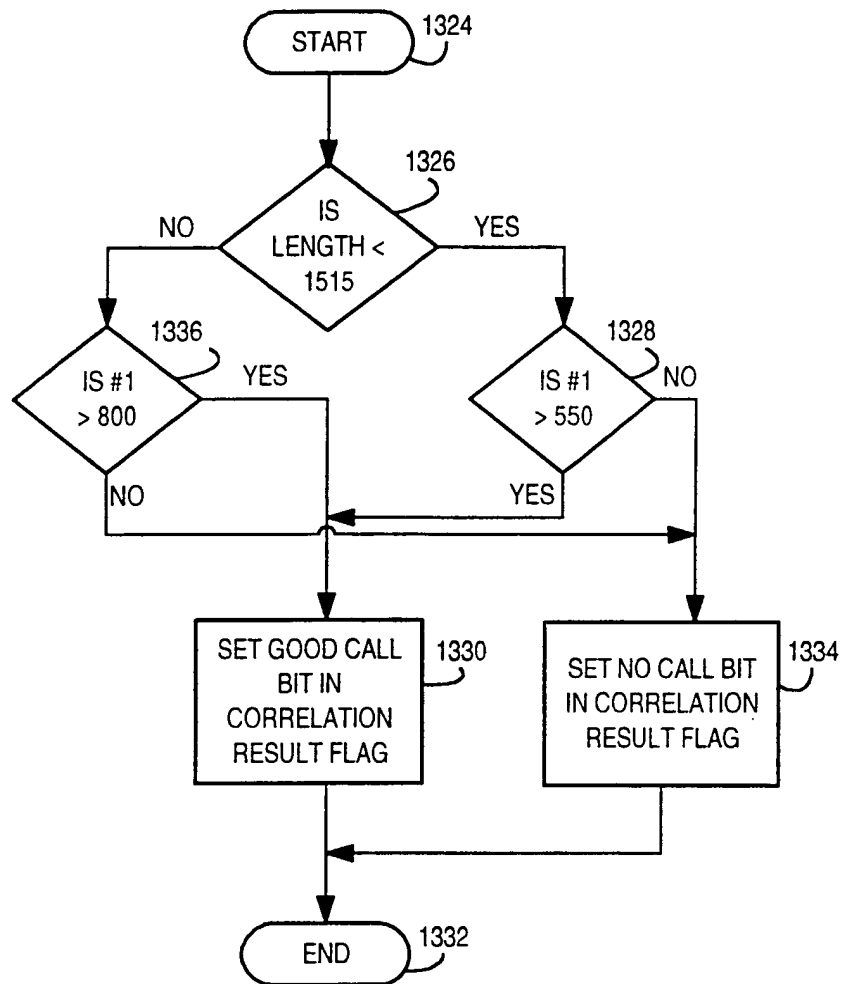 START
1324
1326
IS
LENGTH <
1515
NO
YES
1336
IS #1
> 800
YES
NO
1328
IS #1
> 550
NO
YES
SET GOOD CALL
BIT IN
CORRELATION
RESULT FLAG
1330
SET NO CALL BIT
IN CORRELATION
RESULT FLAG
1334
END
1332